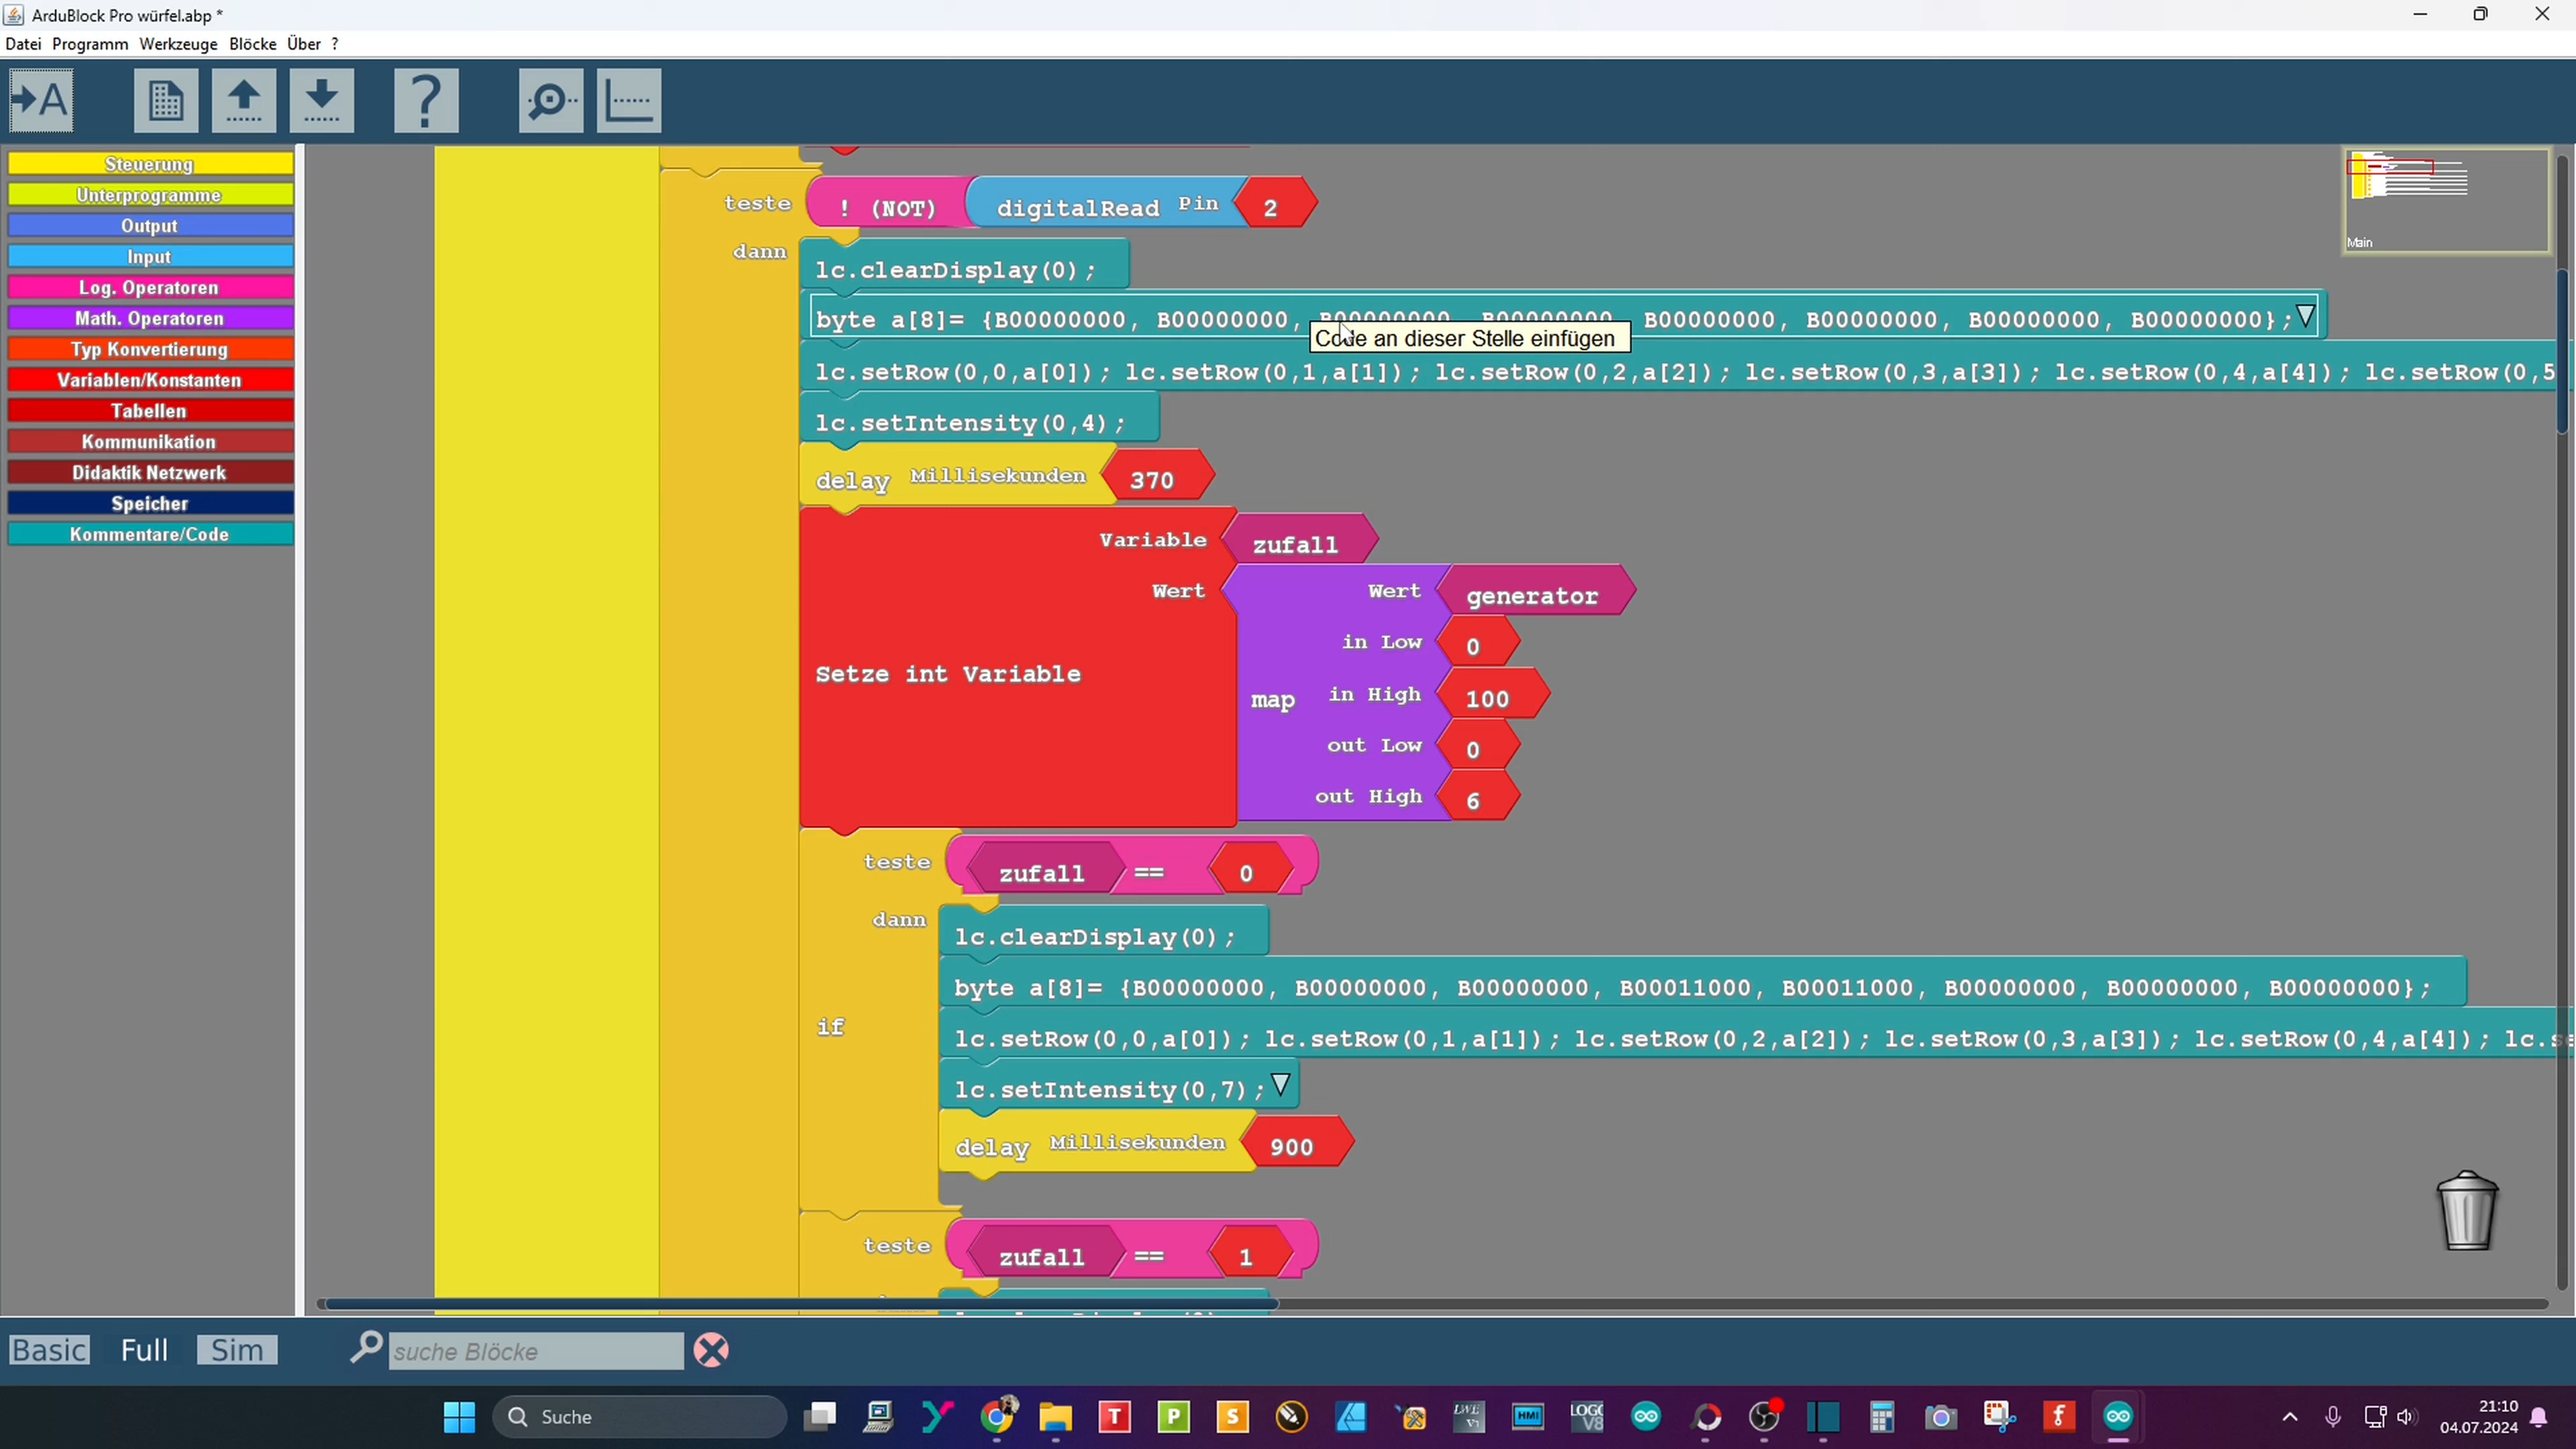 ArduBlock Pro würfel.abp *
Datei Programm Werkzeuge Blöcke Über ?
A
?
Steuerung
Unterprogramme
Output
Input
Log. Operatoren
Math. Operatoren
Typ Konvertierung
Variablen/Konstanten
Tabellen
Kommunikation
Didaktik Netzwerk
Speicher
Kommentare/Code
Main
teste ! (NOT) digitalRead Pin 2
dann
lc.clearDisplay(0);
byte a[8]= {B00000000, B00000000, B00000000, B00000000, B00000000, B00000000, B00000000, B00000000};
Code an dieser Stelle einfügen
lc.setRow(0,0,a[0]); lc.setRow(0,1,a[1]); lc.setRow(0,2,a[2]); lc.setRow(0,3,a[3]); lc.setRow(0,4,a[4]); lc.setRow(0,5
lc.setIntensity(0,4);
delay Millisekunden 370
Variable zufall
Wert Wert generator
in Low 0
Setze int Variable
map in High 100
out Low 0
out High 6
teste zufall == 0
dann
lc.clearDisplay(0);
byte a[8]= {B00000000, B00000000, B00000000, B00011000, B00011000, B00000000, B00000000, B00000000};
if
lc.setRow(0,0,a[0]); lc.setRow(0,1,a[1]); lc.setRow(0,2,a[2]); lc.setRow(0,3,a[3]); lc.setRow(0,4,a[4]); lc.se
lc.setIntensity(0,7);
delay Millisekunden 900
teste zufall == 1
Basic Full Sim suche Blöcke
Suche
T P S LWE V1 HMI LOGO V8 f
21:10
04.07.2024